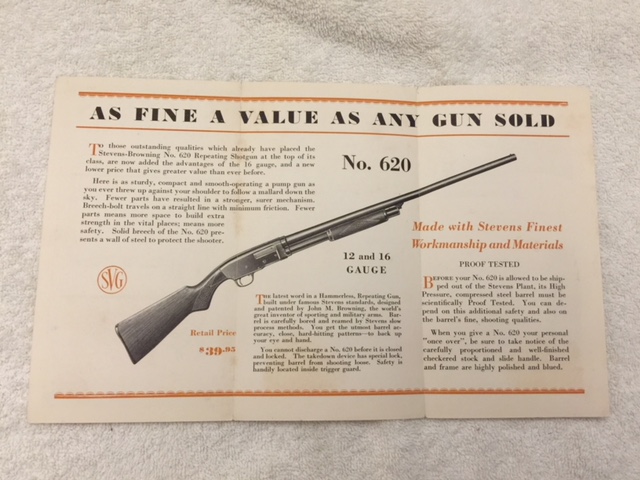 AS FINE A VALUE AS ANY GUN SOLD
TO those outstanding qualities which already have placed the
Stevens-Browning No. 620 Repeating Shotgun at the top of its
class, are now added the advantages of the 16 gauge, and a new
lower price that gives greater value than ever before.
Here is as sturdy, compact and smooth-operating a pump gun as
you ever threw up against your shoulder to follow a mallard down the
sky. Fewer parts have resulted in a stronger, surer mechanism.
Breech-bolt travels on a straight line with minimum friction. Fewer
parts means more space to build extra
strength in the vital places; means more
safety. Solid breech of the No. 620 pre-
sents a wall of steel to protect the shooter.
SVG
Retail Price
$39.95
No. 620
12 and 16
GAUGE
THE latest word in a Hammerless, Repeating Gun,
built under famous Stevens standards, designed
and patented by John M. Browning, the world's
great inventor of sporting and military arms. Bar-
rel is carefully bored and reamed by Stevens slow
process methods. You get the utmost barrel ac-
curacy, close, hard-hitting patterns—to back up
your eye and hand.
You cannot discharge a No. 620 before it is closed
and locked. The takedown device has special lock,
preventing barrel from shooting loose. Safety is
handily located inside trigger guard.
Made with Stevens Finest
Workmanship and Materials
PROOF TESTED
BEFORE your No. 620 is allowed to be ship-
ped out of the Stevens Plant, its High
Pressure, compressed steel barrel must be
scientifically Proof Tested. You can de-
pend on this additional safety and also on
the barrel's fine, shooting qualities.
When you give a No. 620 your personal
"once over", be sure to take notice of the
carefully proportioned and well-finished
checkered stock and slide handle. Barrel
and frame are highly polished and blued.